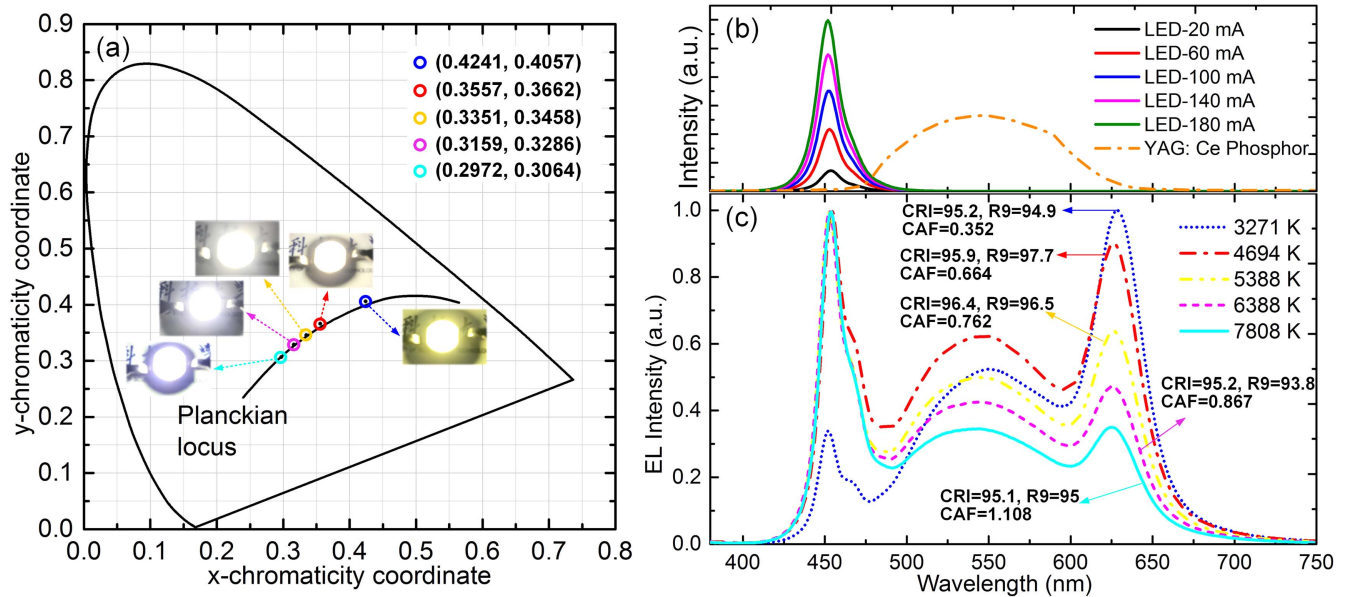 (a)
0.9
0.8
0.7
0.6
0.5
0.4
0.3
0.2
0.1
0.0
y-chromaticity coordinate
(0.4241, 0.4057)
(0.3557, 0.3662)
(0.3351, 0.3458)
(0.3159, 0.3286)
(0.2972, 0.3064)
科
科
Planckian
locus
0.0 0.1 0.2 0.3 0.4 0.5 0.6 0.7 0.8
x-chromaticity coordinate
(b)
Intensity (a.u.)
LED-20 mA
LED-60 mA
LED-100 mA
LED-140 mA
LED-180 mA
YAG: Ce Phosphor
(c)
1.0
0.8
0.6
0.4
0.2
0.0
EL Intensity (a.u.)
CRI=95.2, R9=94.9
CAF=0.352
CRI=95.9, R9=97.7
CAF=0.664
CRI=96.4, R9=96.5
CAF=0.762
CRI=95.2, R9=93.8
CAF=0.867
CRI=95.1, R9=95
CAF=1.108
3271 K
4694 K
5388 K
6388 K
7808 K
400 450 500 550 600 650 700 750
Wavelength (nm)